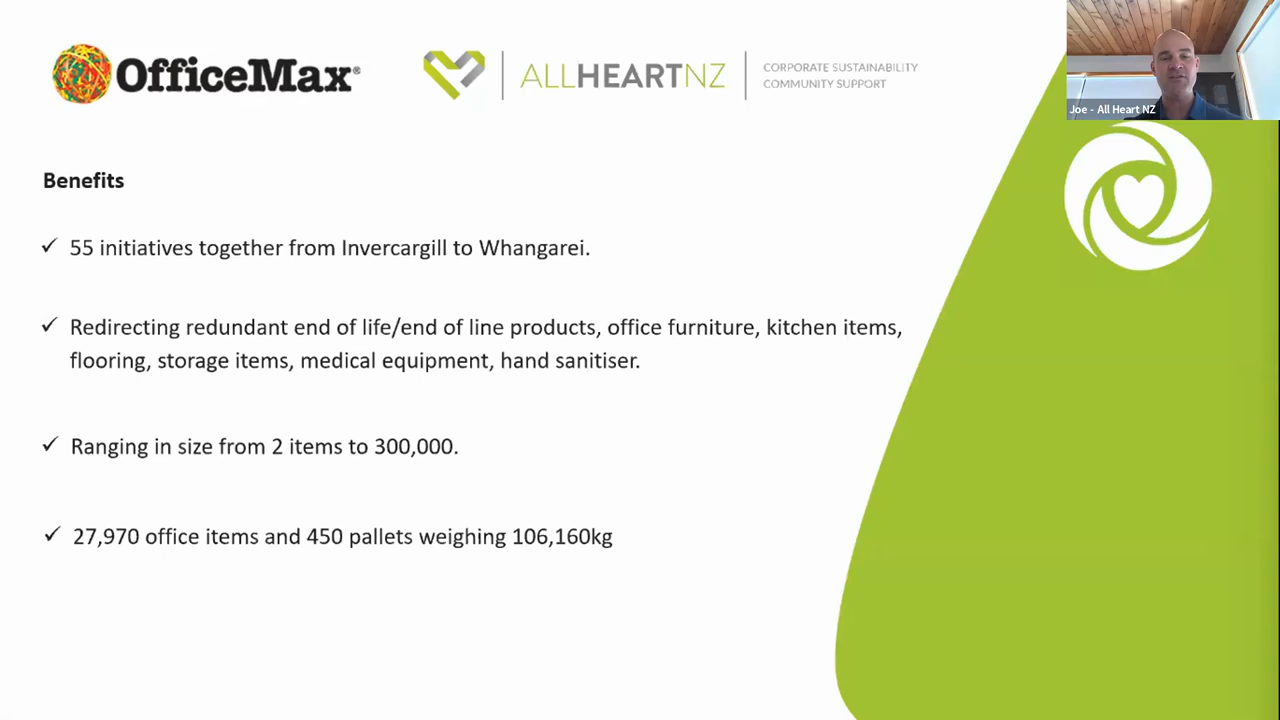 OfficeMax®
ALLHEARTNZ
CORPORATE SUSTAINABILITY
COMMUNITY SUPPORT
Joe - All Heart NZ
Benefits
✓ 55 initiatives together from Invercargill to Whangarei.
✓ Redirecting redundant end of life/end of line products, office furniture, kitchen items,
flooring, storage items, medical equipment, hand sanitiser.
✓ Ranging in size from 2 items to 300,000.
✓ 27,970 office items and 450 pallets weighing 106,160kg